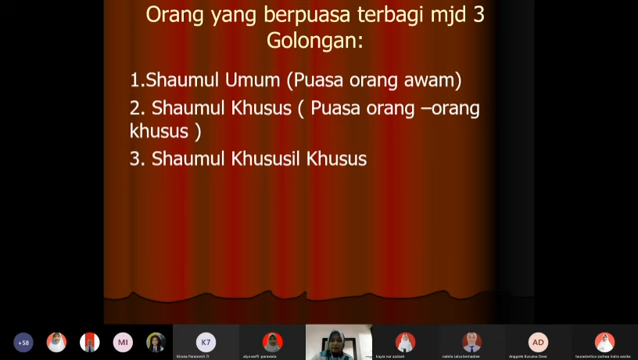 Orang yang berpuasa terbagi mjd 3
Golongan:
1.Shaumul Umum (Puasa orang awam)
2. Shaumul Khusus ( Puasa orang –orang
khusus )
3. Shaumul Khususil Khusus
+58
MI
K7
AD